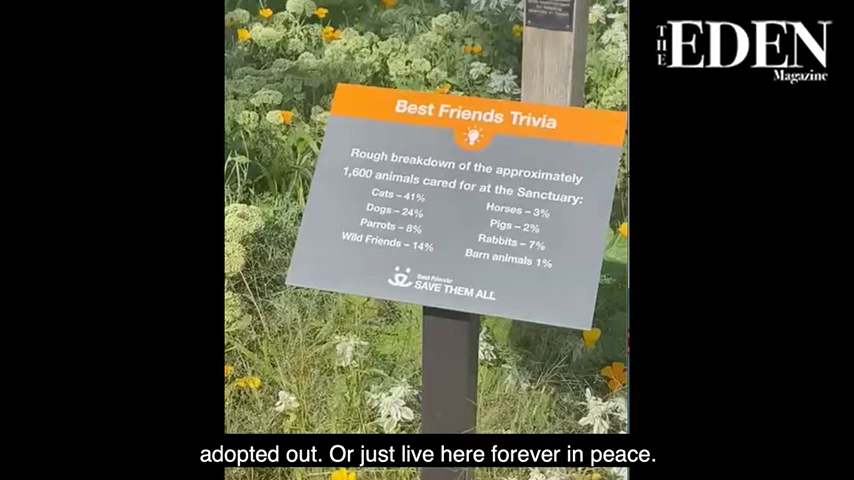 THE EDEN
Magazine
Best Friends Trivia
Rough breakdown of the approximately
1,600 animals cared for at the Sanctuary:
Cats – 41%
Dogs – 24%
Parrots – 8%
Wild Friends – 14%
Horses – 3%
Pigs – 2%
Rabbits – 7%
Barn animals 1%
Best Friends
SAVE THEM ALL
adopted out. Or just live here forever in peace.